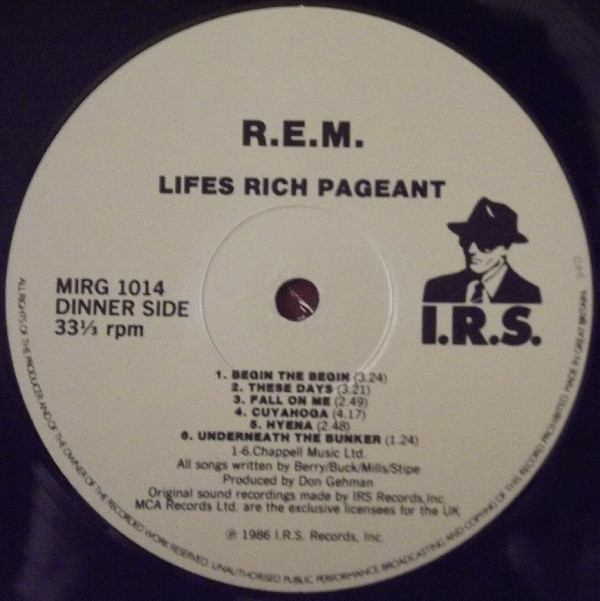 R.E.M.
LIFES RICH PAGEANT
MIRG 1014
DINNER SIDE
33⅓ rpm
I.R.S.
1. BEGIN THE BEGIN (3.24)
2. THESE DAYS (3.21)
3. FALL ON ME (2.49)
4. CUYAHOGA (4.17)
5. HYENA (2.48)
6. UNDERNEATH THE BUNKER (1.24)
1-6.Chappell Music Ltd.
All songs written by Berry/Buck/Mills/Stipe
Produced by Don Gehman
Original sound recordings made by IRS Records,Inc.
MCA Records Ltd. are the exclusive licensees for the UK
℗ 1986 I.R.S. Records, Inc.
ALL RIGHTS OF THE PRODUCER AND OF THE OWNER OF THE RECORDED WORK RESERVED. UNAUTHORISED PUBLIC PERFORMANCE, BROADCASTING AND COPYING OF THIS RECORD PROHIBITED. MADE IN GREAT BRITAIN.